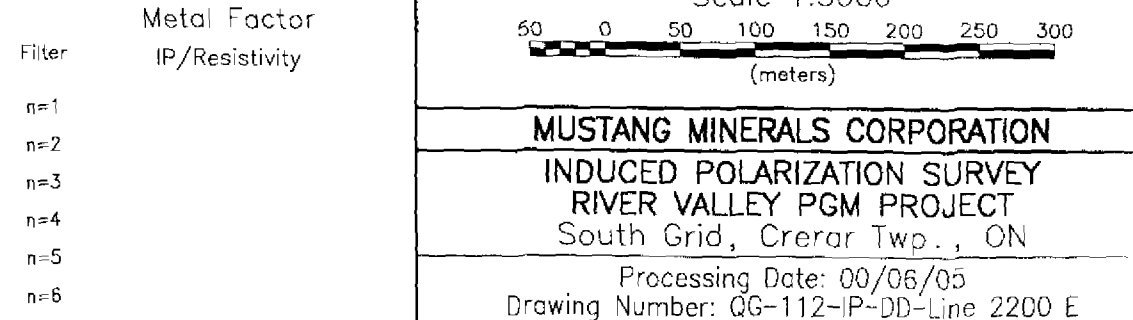 Metal Factor
Filter
IP/Resistivity
n=1
n=2
n=3
n=4
n=5
n=6
50 0 50 100 150 200 250 300
(meters)
MUSTANG MINERALS CORPORATION
INDUCED POLARIZATION SURVEY
RIVER VALLEY PGM PROJECT
South Grid, Crerar Twp., ON
Processing Date: 00/06/05
Drawing Number: QG-112-IP-DD-Line 2200 E